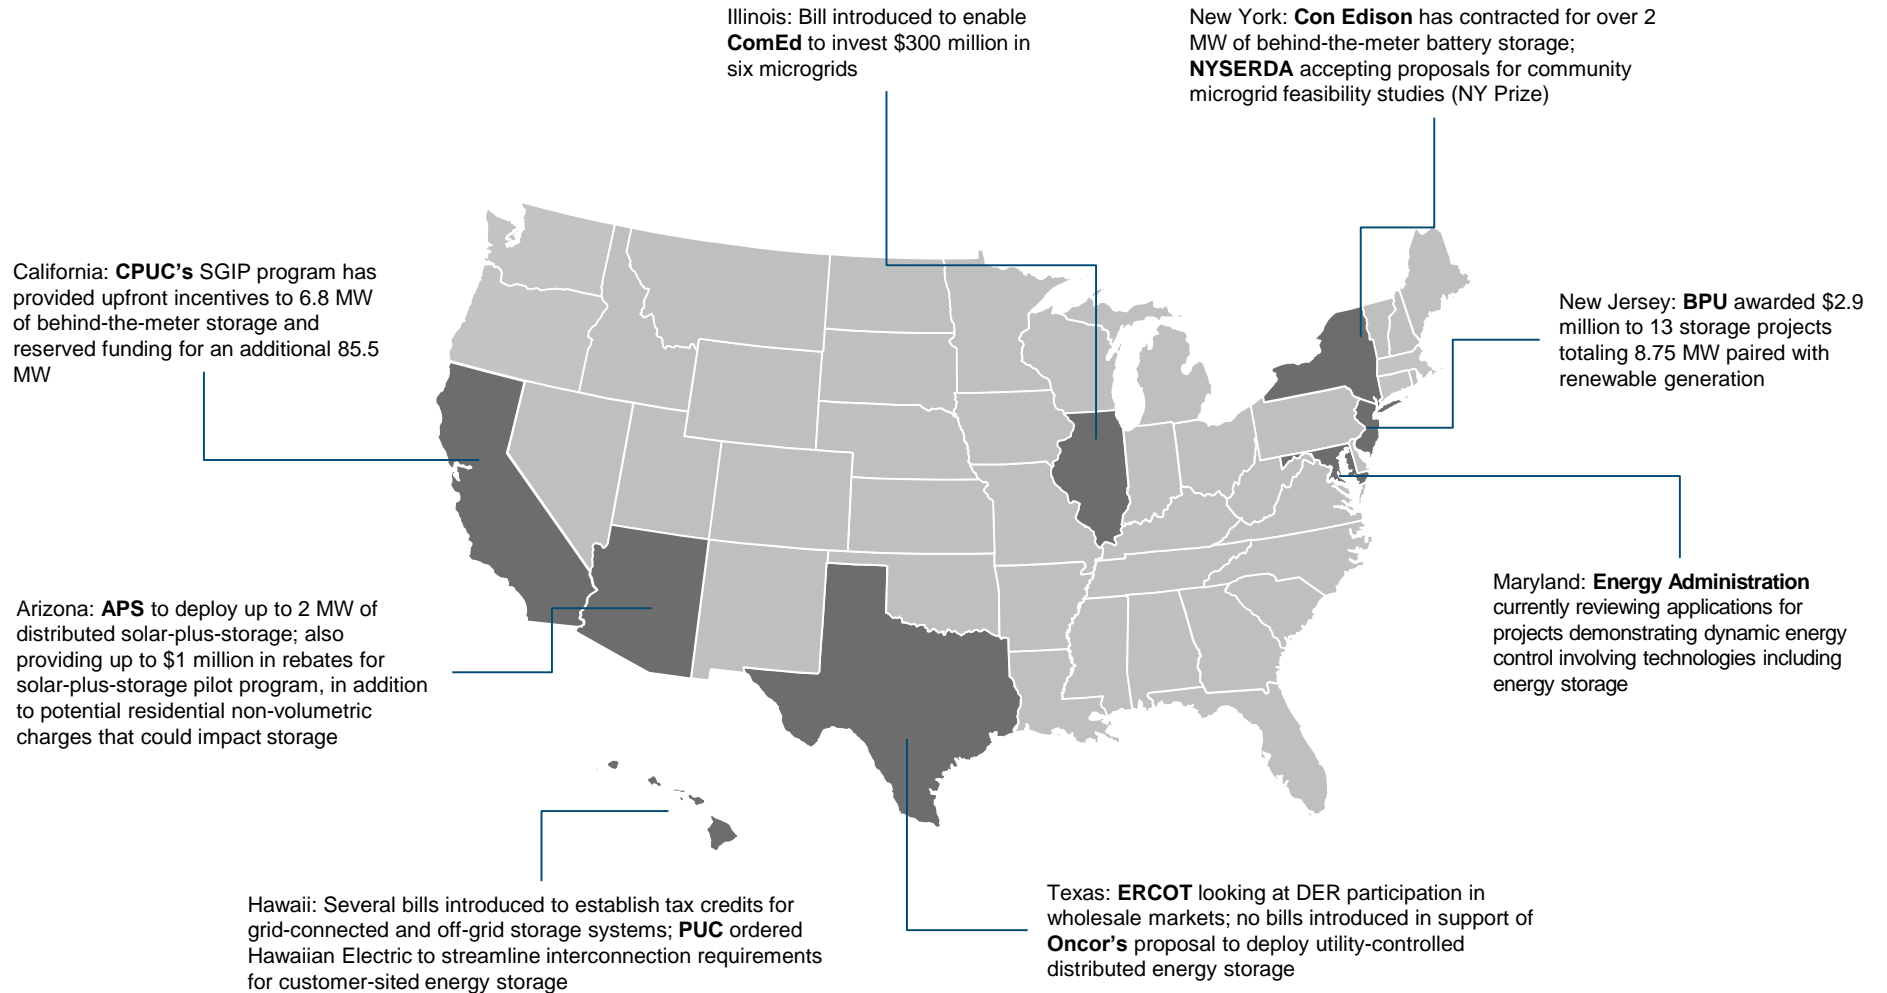 Illinois: Bill introduced to enable
ComEd to invest $300 million in
six microgrids
New York: Con Edison has contracted for over 2
MW of behind-the-meter battery storage;
NYSERDA accepting proposals for community
microgrid feasibility studies (NY Prize)
California: CPUC's SGIP program has
provided upfront incentives to 6.8 MW
of behind-the-meter storage and
reserved funding for an additional 85.5
MW
New Jersey: BPU awarded $2.9
million to 13 storage projects
totaling 8.75 MW paired with
renewable generation
Arizona: APS to deploy up to 2 MW of
distributed solar-plus-storage; also
providing up to $1 million in rebates for
solar-plus-storage pilot program, in addition
to potential residential non-volumetric
charges that could impact storage
Maryland: Energy Administration
currently reviewing applications for
projects demonstrating dynamic energy
control involving technologies including
energy storage
Hawaii: Several bills introduced to establish tax credits for
grid-connected and off-grid storage systems; PUC ordered
Hawaiian Electric to streamline interconnection requirements
for customer-sited energy storage
Texas: ERCOT looking at DER participation in
wholesale markets; no bills introduced in support of
Oncor's proposal to deploy utility-controlled
distributed energy storage